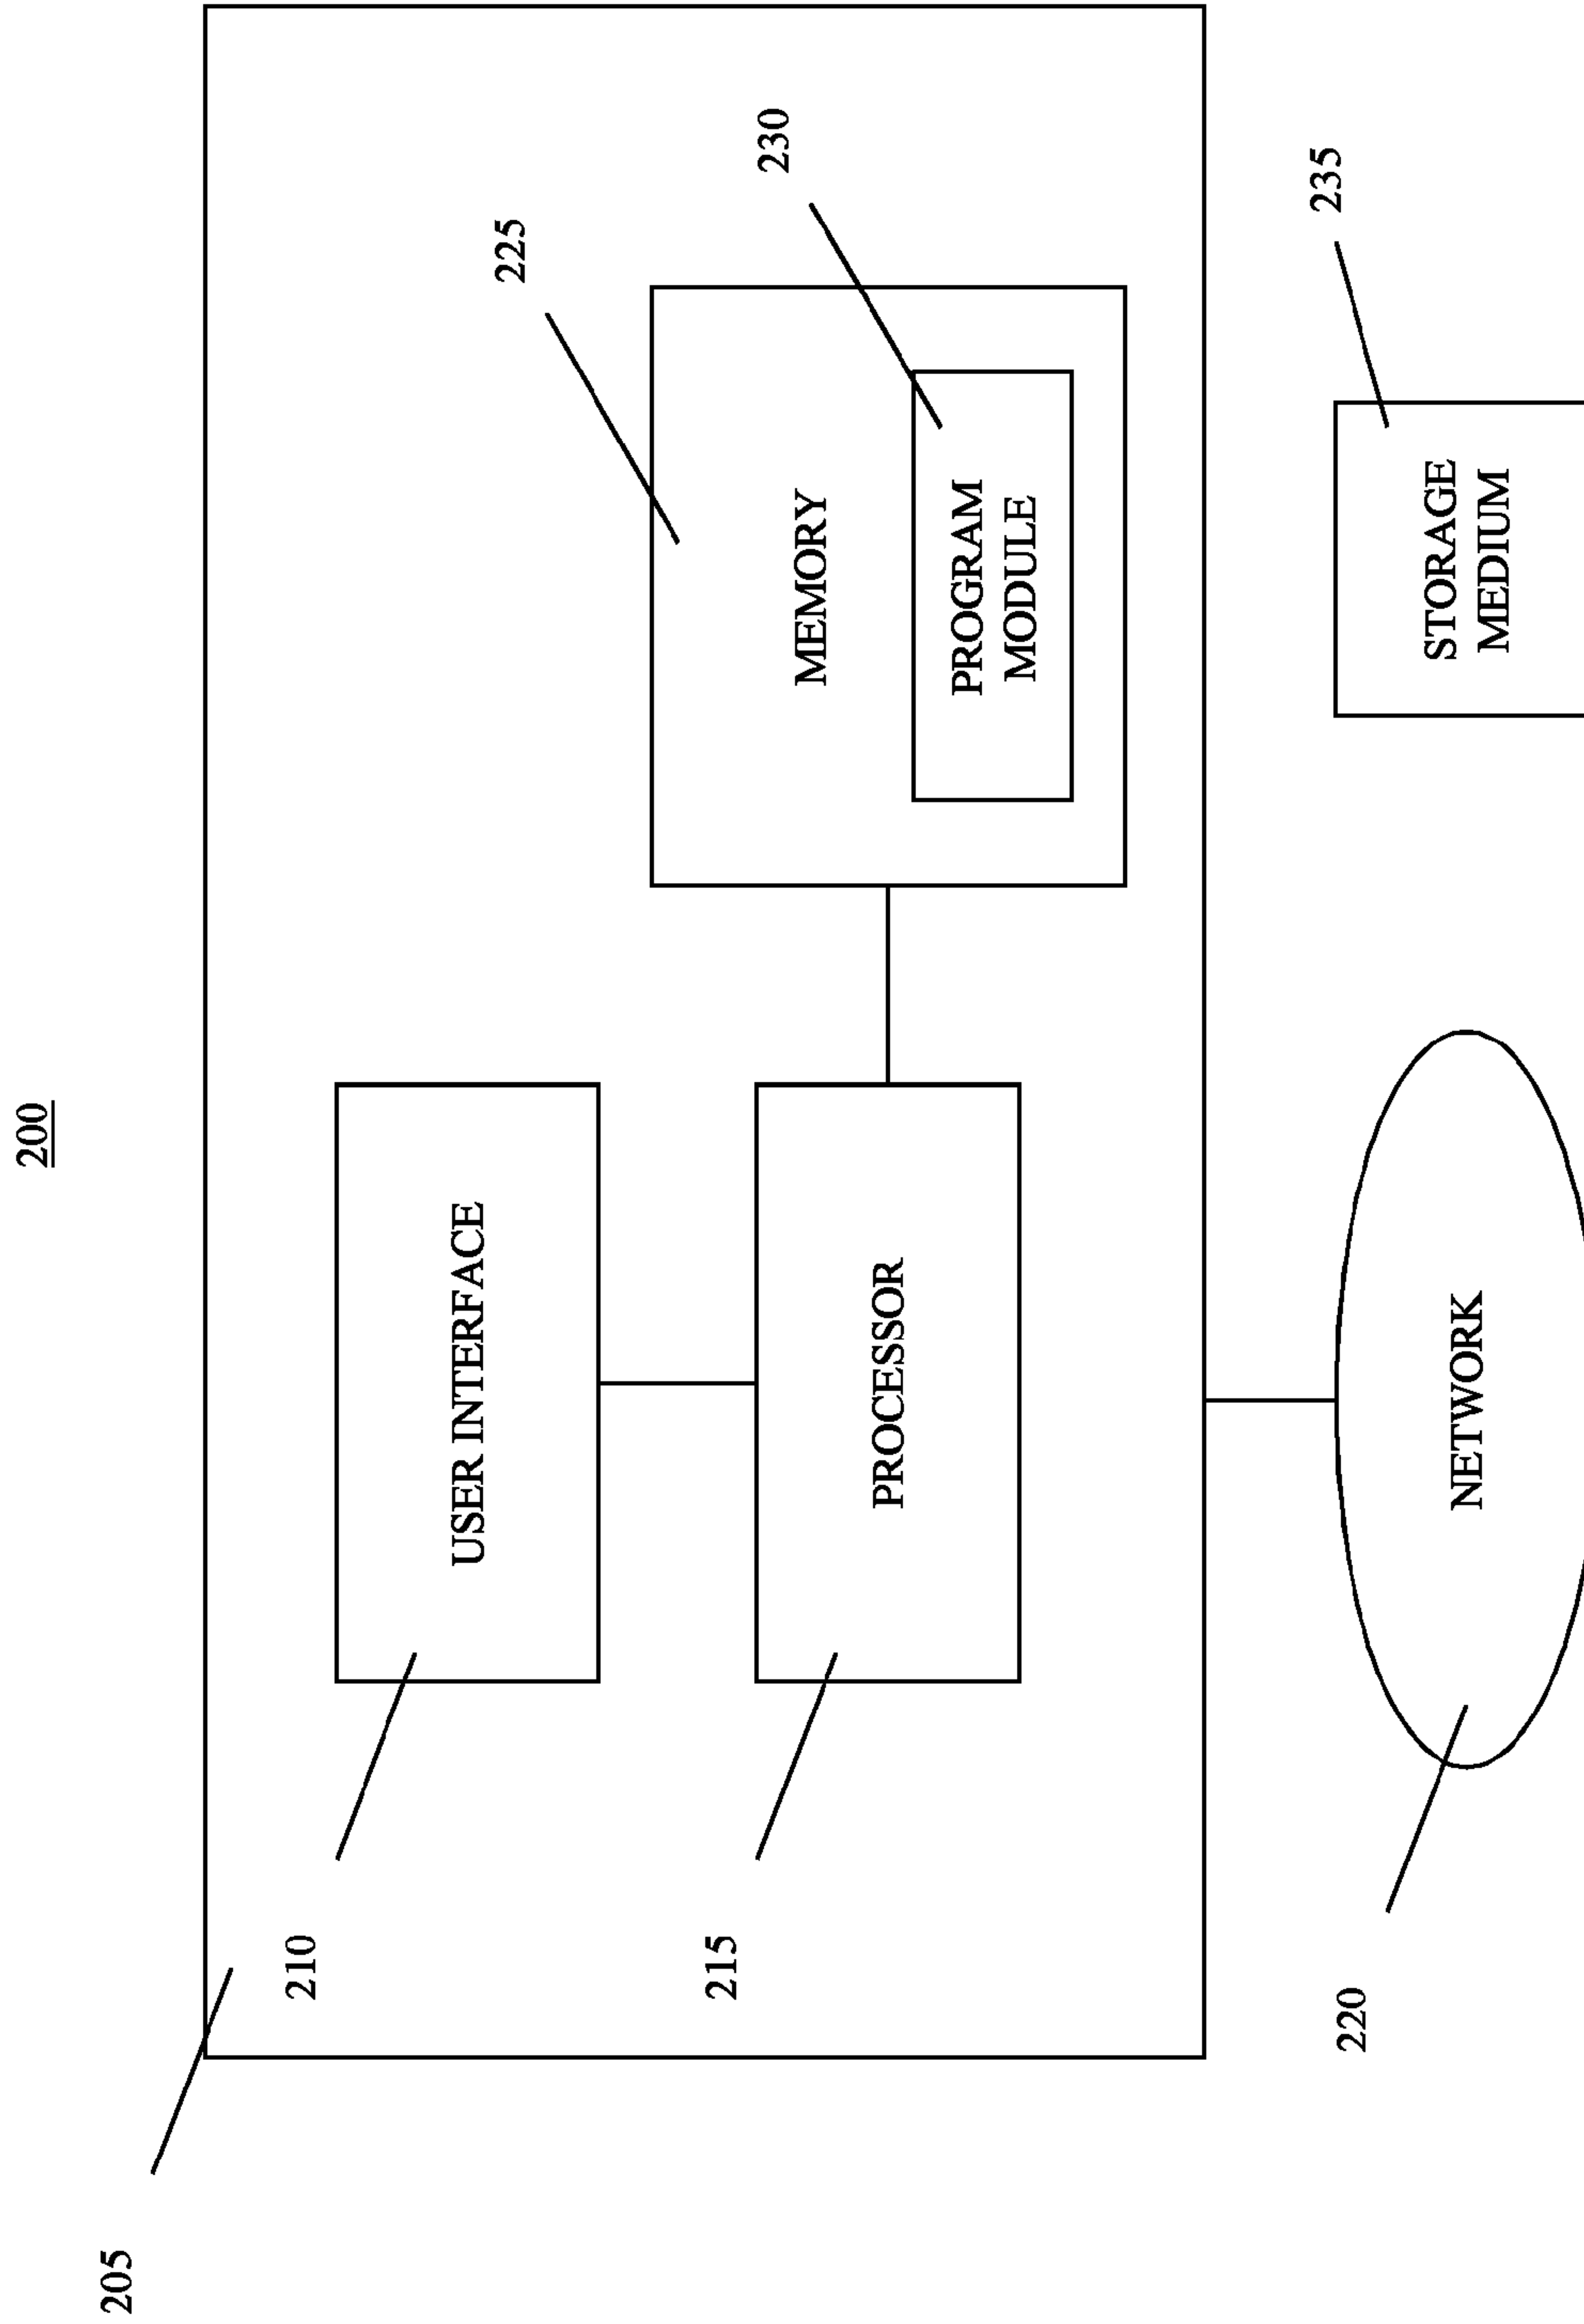 200
205
210
USER INTERFACE
225
215
PROCESSOR
MEMORY
230
PROGRAM
MODULE
220
NETWORK
235
STORAGE
MEDIUM